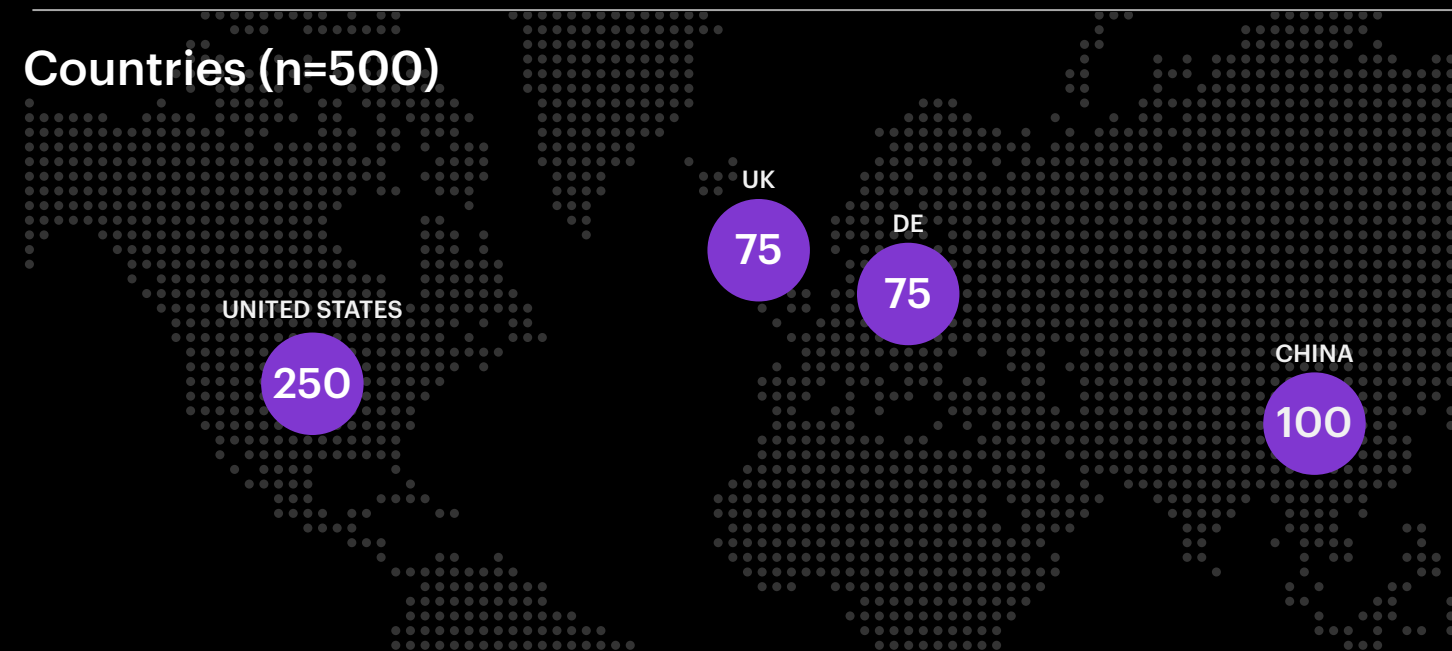 Countries (n=500)
UK
75
DE
75
UNITED STATES
250
CHINA
100